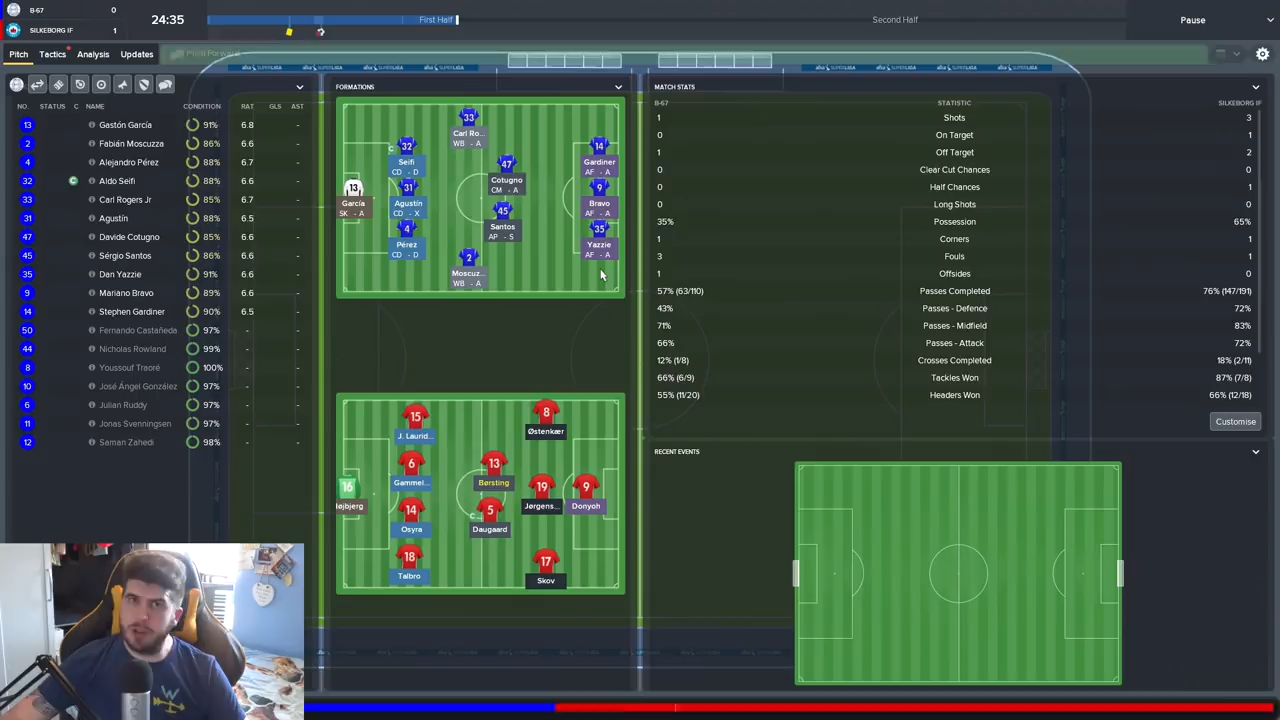 B-67 0
SILKEBORG IF 1
24:35
First Half
Second Half
Pause
Pitch Tactics Analysis Updates
NO. STATUS C NAME CONDITION RAT GLS AST
13 Gastón García 91% 6.8 - -
2 Fabián Moscuzza 86% 6.6 - -
4 Alejandro Pérez 88% 6.7 - -
32 C Aldo Seifi 88% 6.6 - -
33 Carl Rogers Jr 85% 6.7 - -
31 Agustín 88% 6.5 - -
47 Davide Cotugno 85% 6.6 - -
45 Sérgio Santos 86% 6.6 - -
35 Dan Yazzie 91% 6.6 - -
9 Mariano Bravo 89% 6.6 - -
14 Stephen Gardiner 90% 6.5 - -
50 Fernando Castañeda 97% - - -
44 Nicholas Rowland 99% - - -
8 Youssouf Traoré 100% - - -
10 José Ángel González 97% - - -
6 Julian Ruddy 97% - - -
11 Jonas Svenningsen 97% - - -
12 Saman Zahedi 98% - - -
FORMATIONS
33
Carl Ro...
WB - A
C 32
Seifi
CD - D
14
Gardiner
AF - A
47
Cotugno
CM - A
13
García
SK - A
31
Agustín
CD - X
9
Bravo
AF - A
45
Santos
AP - S
4
Pérez
CD - D
35
Yazzie
AF - A
2
Moscuz...
WB - A
15
J. Laurid...
8
Østenkær
6
Gammel...
13
Børsting
16
Højbjerg
19
Jørgens...
9
Donyoh
14
Osyra
C 5
Daugaard
18
Talbro
17
Skov
MATCH STATS
B-67 STATISTIC SILKEBORG IF
1 Shots 3
0 On Target 1
1 Off Target 2
0 Clear Cut Chances 0
0 Half Chances 1
0 Long Shots 0
35% Possession 65%
1 Corners 1
3 Fouls 1
1 Offsides 0
57% (63/110) Passes Completed 76% (147/191)
43% Passes - Defence 72%
71% Passes - Midfield 83%
66% Passes - Attack 72%
12% (1/8) Crosses Completed 18% (2/11)
66% (6/9) Tackles Won 87% (7/8)
55% (11/20) Headers Won 66% (12/18)
Customise
RECENT EVENTS